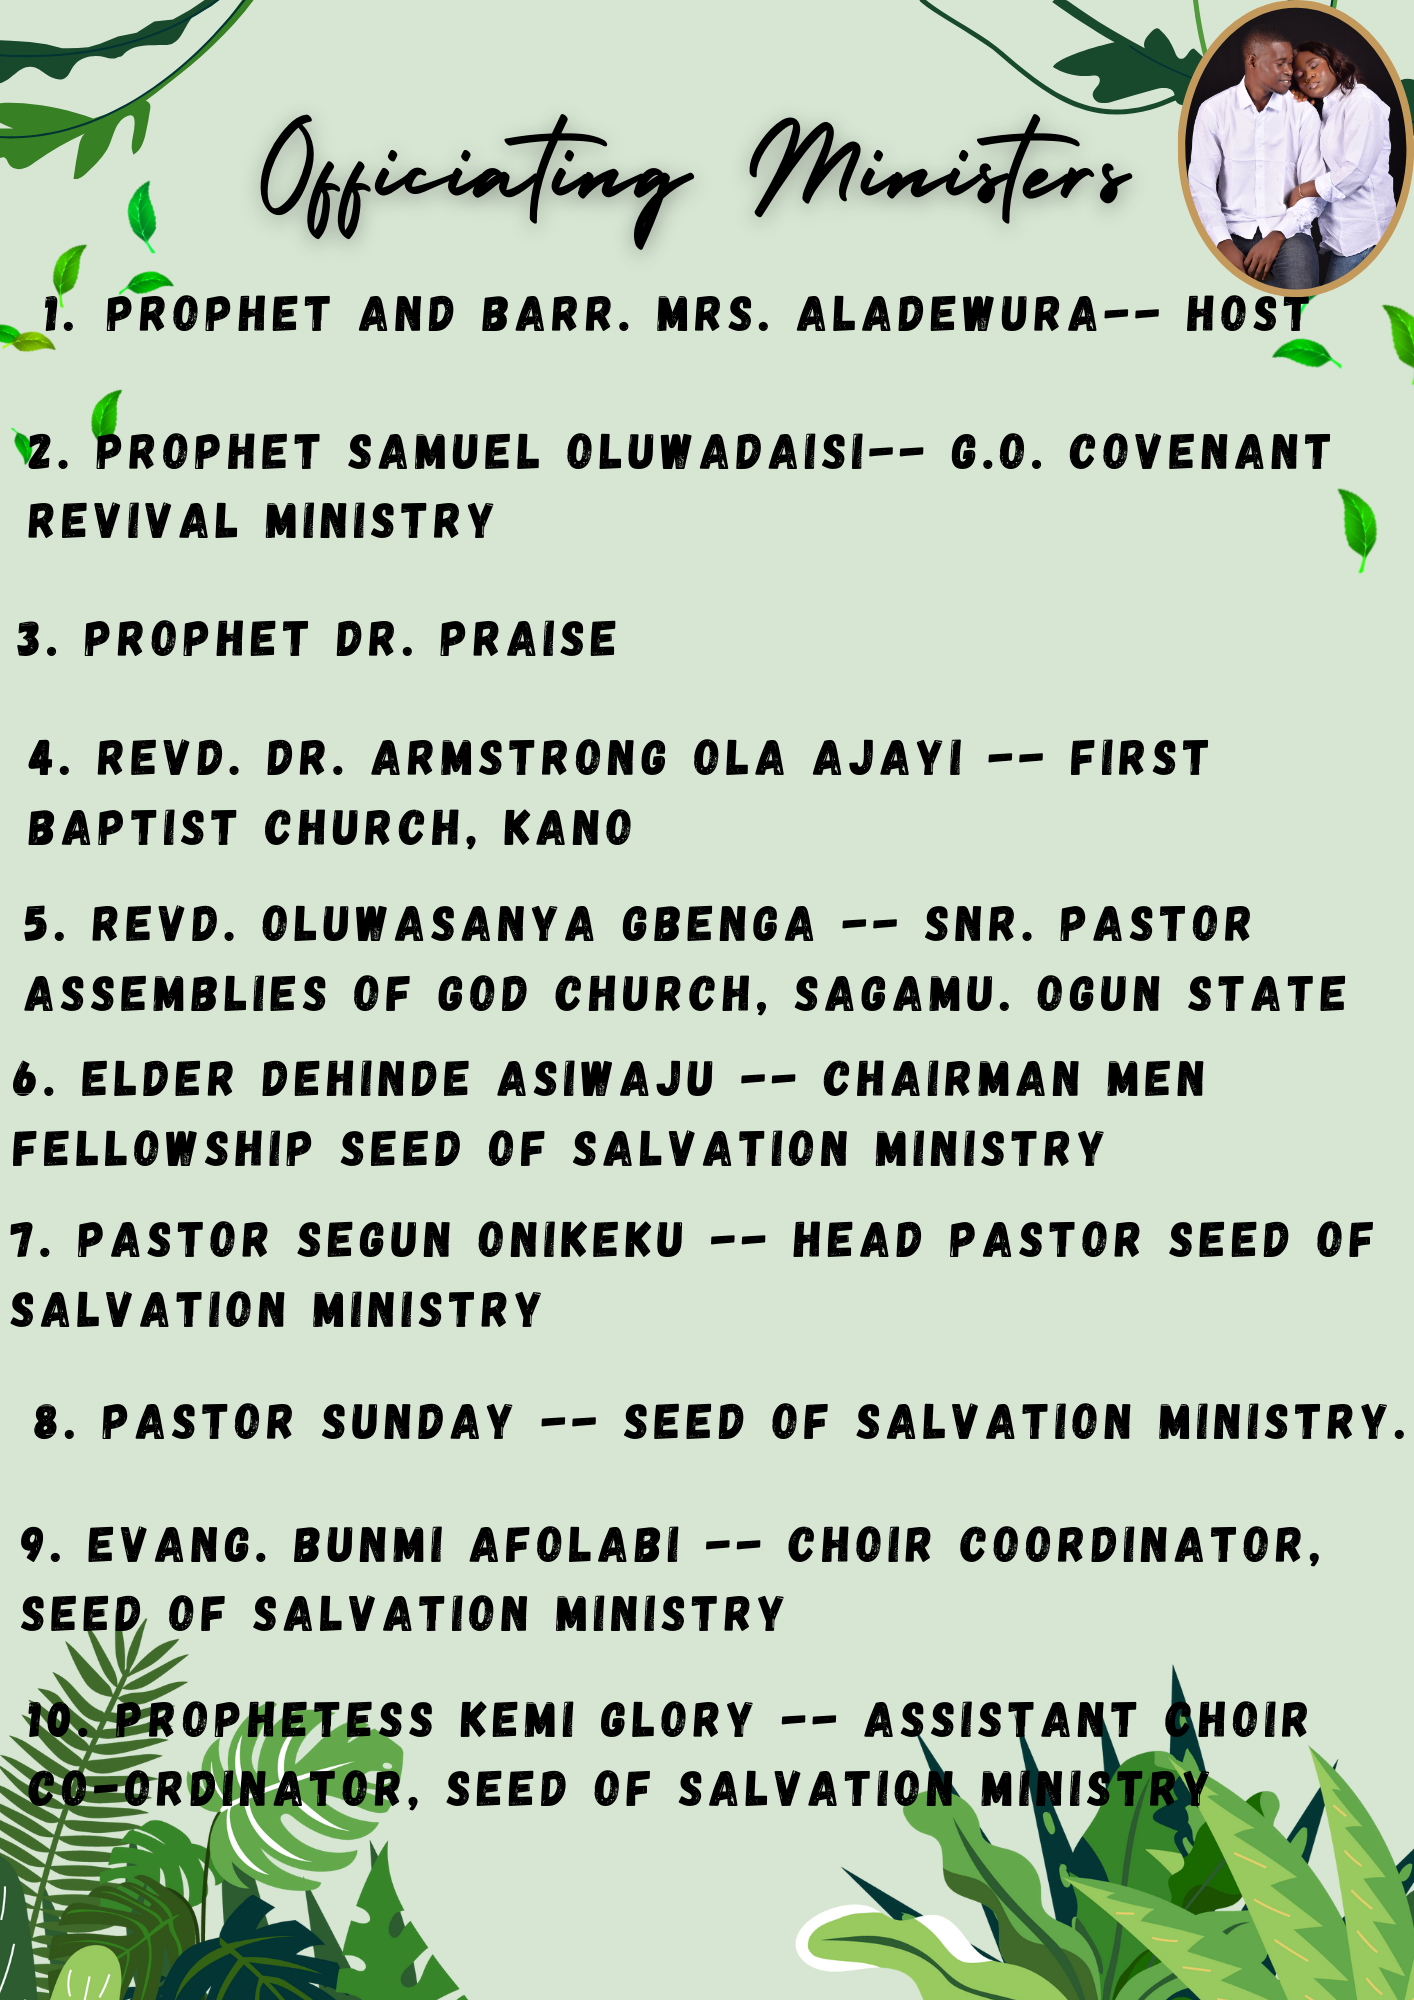 Officiating Ministers
1. PROPHET AND BARR. MRS. ALADEWURA-- HOST
2. PROPHET SAMUEL OLUWADAISI-- G.O. COVENANT
REVIVAL MINISTRY
3. PROPHET DR. PRAISE
4. REVD. DR. ARMSTRONG OLA AJAYI -- FIRST
BAPTIST CHURCH, KANO
5. REVD. OLUWASANYA GBENGA -- SNR. PASTOR
ASSEMBLIES OF GOD CHURCH, SAGAMU. OGUN STATE
6. ELDER DEHINDE ASIWAJU -- CHAIRMAN MEN
FELLOWSHIP SEED OF SALVATION MINISTRY
7. PASTOR SEGUN ONIKEKU -- HEAD PASTOR SEED OF
SALVATION MINISTRY
8. PASTOR SUNDAY -- SEED OF SALVATION MINISTRY.
9. EVANG. BUNMI AFOLABI -- CHOIR COORDINATOR,
SEED OF SALVATION MINISTRY
10. PROPHETESS KEMI GLORY -- ASSISTANT CHOIR
CO-ORDINATOR, SEED OF SALVATION MINISTRY